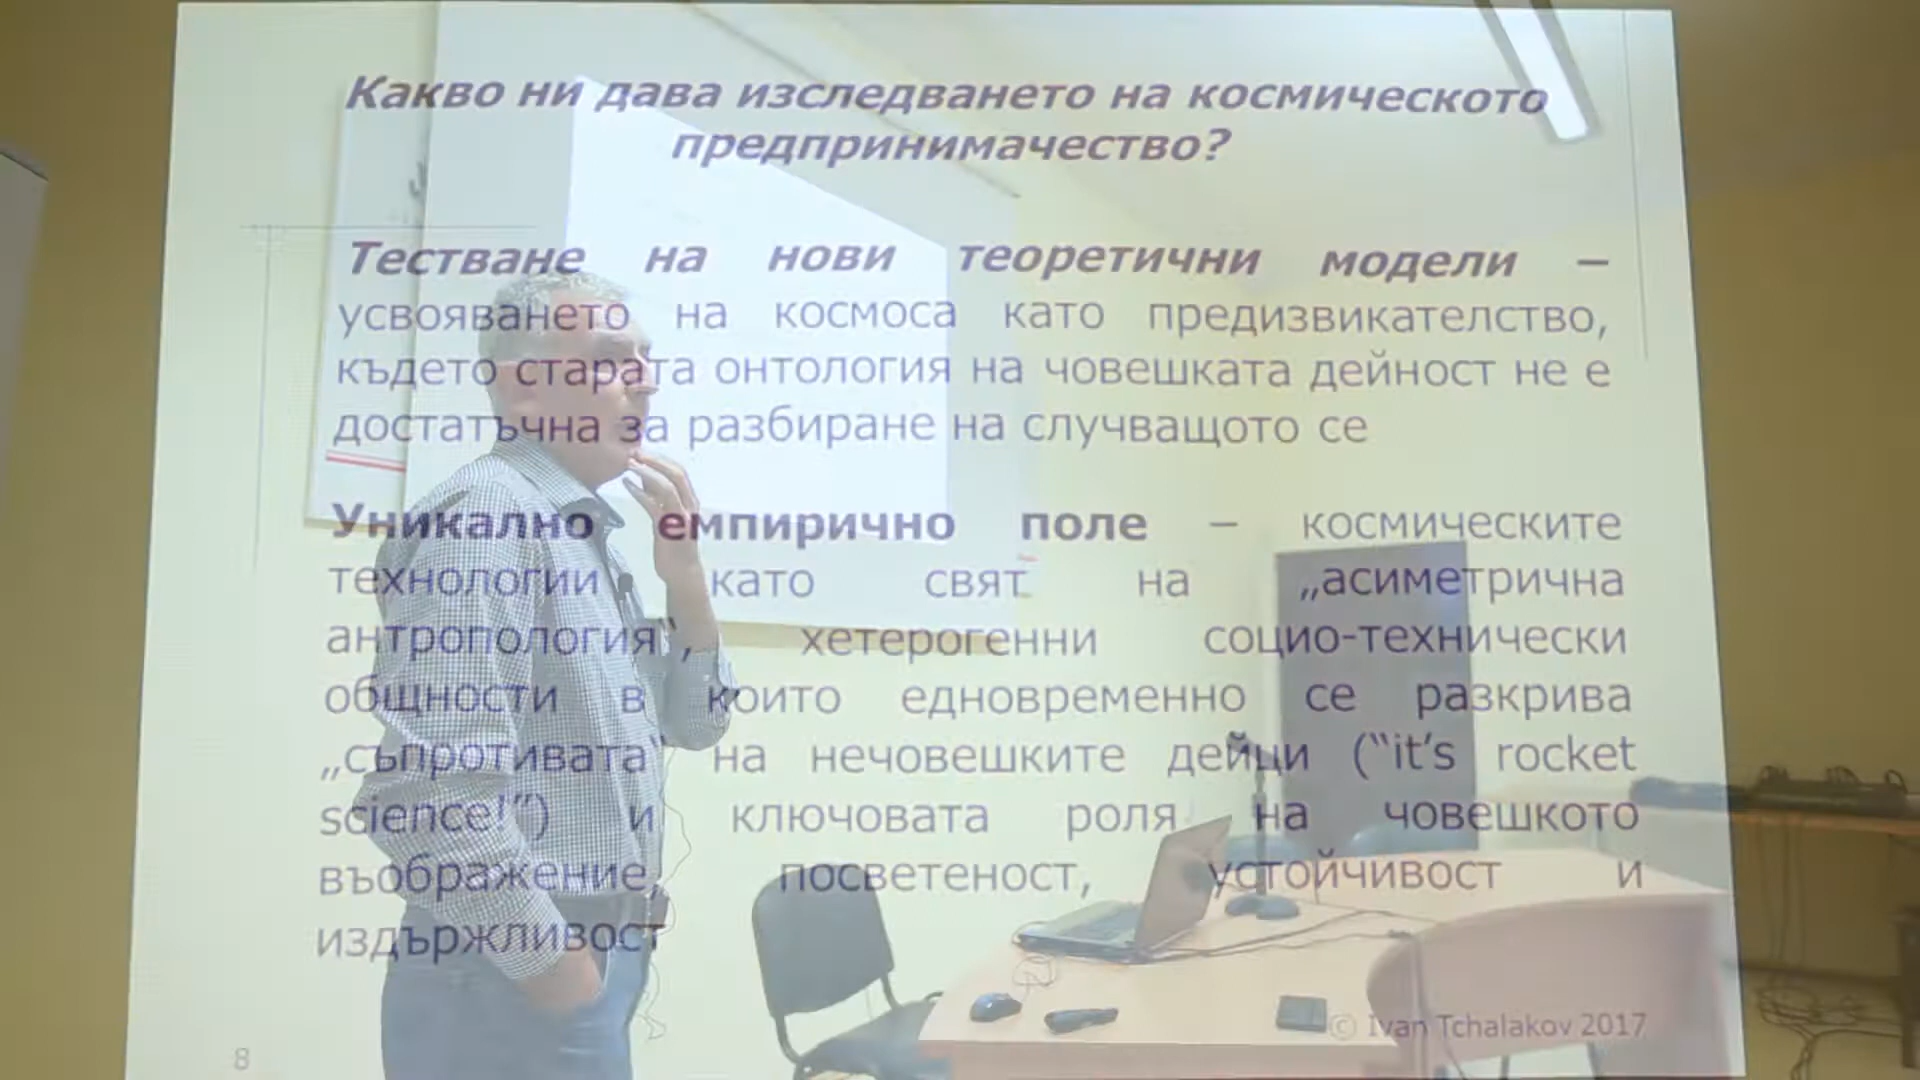 Какво ни дава изследването на космическото
предпринимачество?
Тестване на нови теоретични модели –
усвояването на космоса като предизвикателство,
където старата онтология на човешката дейност не е
достатъчна за разбиране на случващото се
Уникално емпирично поле – космическите
технологии като свят на „асиметрична
антропология", хетерогенни социо-технически
общности в които едновременно се разкрива
„съпротивата" на нечовешките дейци ("it's rocket
science!") и ключовата роля на човешкото
въображение, посветеност, устойчивост и
издържливост
© Ivan Tchalakov 2017
8